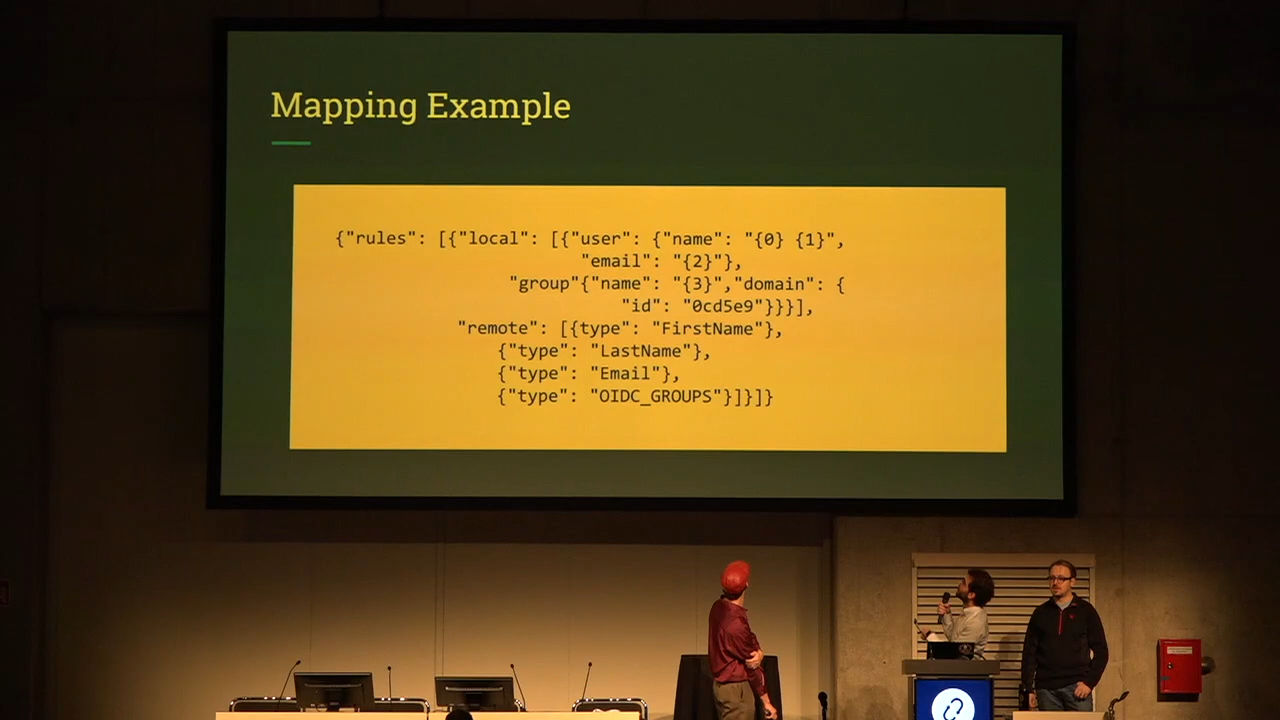 Mapping Example
{"rules": [{"local": [{"user": {"name": "{0} {1}",
"email": "{2}"},
"group"{"name": "{3}","domain": {
"id": "0cd5e9"}}}],
"remote": [{type": "FirstName"},
{"type": "LastName"},
{"type": "Email"},
{"type": "OIDC_GROUPS"}]}]}